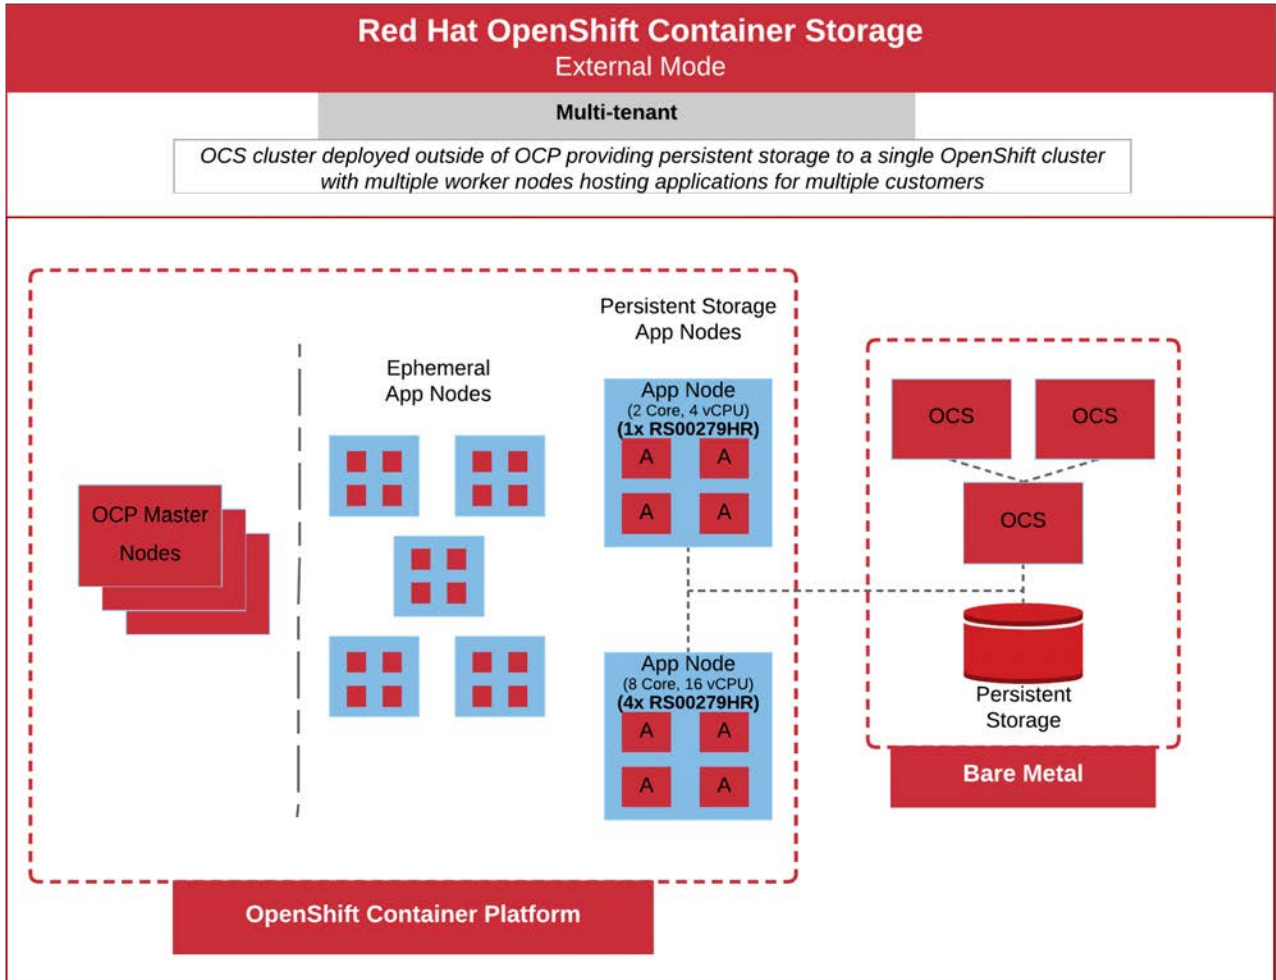 Red Hat OpenShift Container Storage
External Mode
Multi-tenant
OCS cluster deployed outside of OCP providing persistent storage to a single OpenShift cluster
with multiple worker nodes hosting applications for multiple customers
OCP Master
Nodes
Ephemeral
App Nodes
Persistent Storage
App Nodes
App Node
(2 Core, 4 vCPU)
(1x RS00279HR)
A A
A A
App Node
(8 Core, 16 vCPU)
(4x RS00279HR)
A A
A A
OpenShift Container Platform
OCS OCS
OCS
Persistent
Storage
Bare Metal